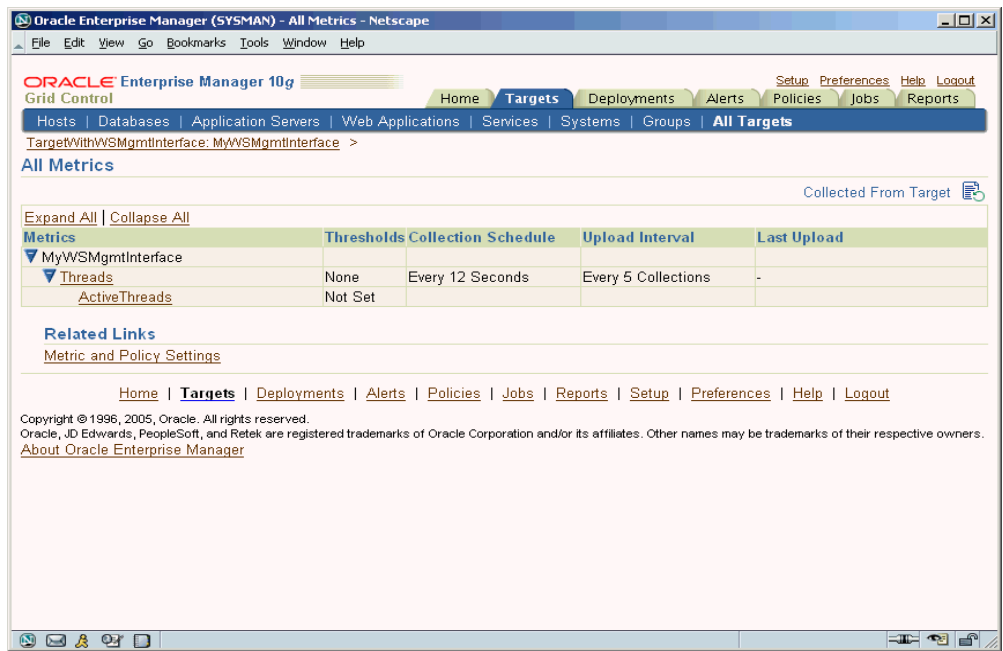 Oracle Enterprise Manager (SYSMAN) - All Metrics - Netscape
File Edit View Go Bookmarks Tools Window Help
ORACLE Enterprise Manager 10g
Grid Control
Setup Preferences Help Logout
Home Targets Deployments Alerts Policies Jobs Reports
Hosts | Databases | Application Servers | Web Applications | Services | Systems | Groups | All Targets
TargetWithWSMgmtInterface: MyWSMgmtInterface >
All Metrics
Collected From Target
Expand All | Collapse All
Metrics Thresholds Collection Schedule Upload Interval Last Upload
MyWSMgmtInterface
Threads None Every 12 Seconds Every 5 Collections -
ActiveThreads Not Set
Related Links
Metric and Policy Settings
Home | Targets | Deployments | Alerts | Policies | Jobs | Reports | Setup | Preferences | Help | Logout
Copyright © 1996, 2005, Oracle. All rights reserved.
Oracle, JD Edwards, PeopleSoft, and Retek are registered trademarks of Oracle Corporation and/or its affiliates. Other names may be trademarks of their respective owners.
About Oracle Enterprise Manager